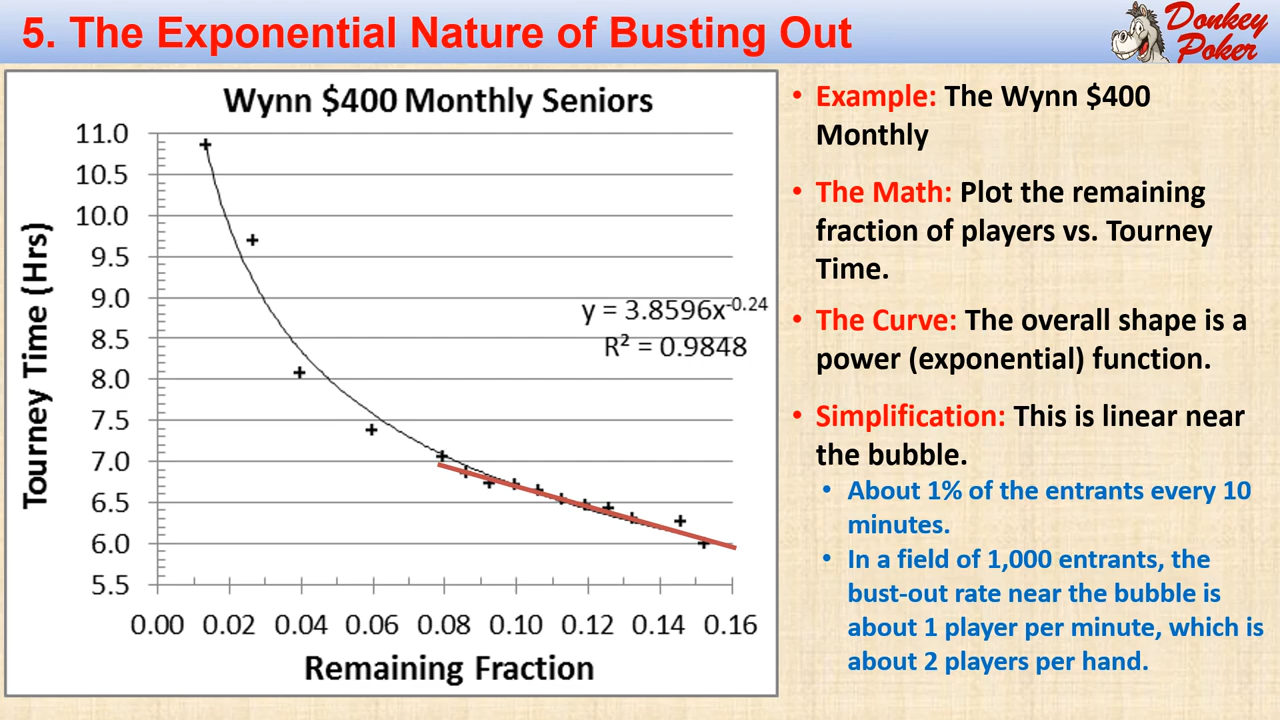 5. The Exponential Nature of Busting Out
Donkey
Poker
Wynn $400 Monthly Seniors
11.0
10.5
10.0
9.5
9.0
8.5
8.0
7.5
7.0
6.5
6.0
5.5
Tourney Time (Hrs)
y = 3.8596x^-0.24
R² = 0.9848
0.00 0.02 0.04 0.06 0.08 0.10 0.12 0.14 0.16
Remaining Fraction
• Example: The Wynn $400
Monthly
• The Math: Plot the remaining
fraction of players vs. Tourney
Time.
• The Curve: The overall shape is a
power (exponential) function.
• Simplification: This is linear near
the bubble.
• About 1% of the entrants every 10
minutes.
• In a field of 1,000 entrants, the
bust-out rate near the bubble is
about 1 player per minute, which is
about 2 players per hand.